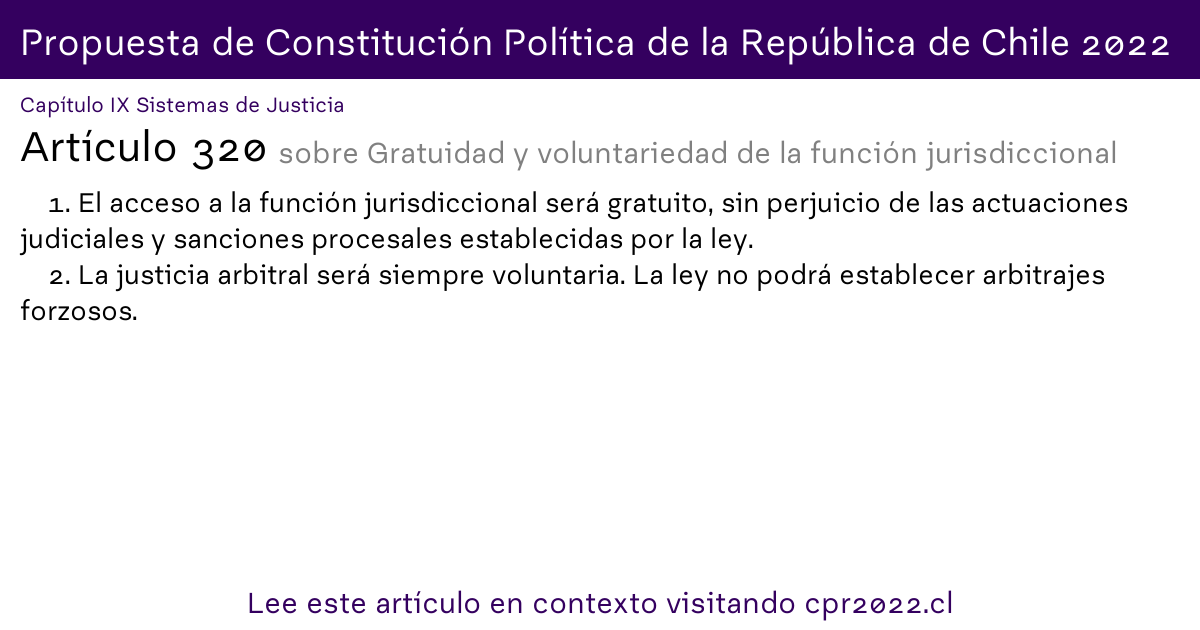 Propuesta de Constitución Política de la República de Chile 2022
Capítulo IX Sistemas de Justicia
Artículo 320 sobre Gratuidad y voluntariedad de la función jurisdiccional
1. El acceso a la función jurisdiccional será gratuito, sin perjuicio de las actuaciones
judiciales y sanciones procesales establecidas por la ley.
2. La justicia arbitral será siempre voluntaria. La ley no podrá establecer arbitrajes
forzosos.
Lee este artículo en contexto visitando cpr2022.cl